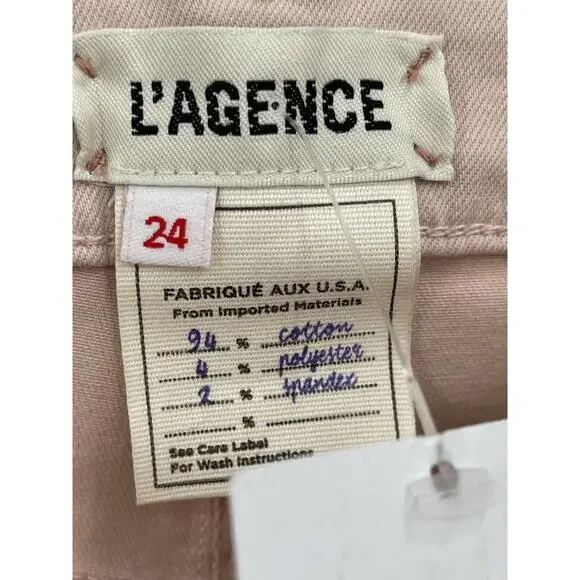 L'AGENCE
24
FABRIQUÉ AUX U.S.A.
From Imported Materials
94 % cotton
4 % polyester
2 % spandex
%
See Care Label
For Wash Instructions